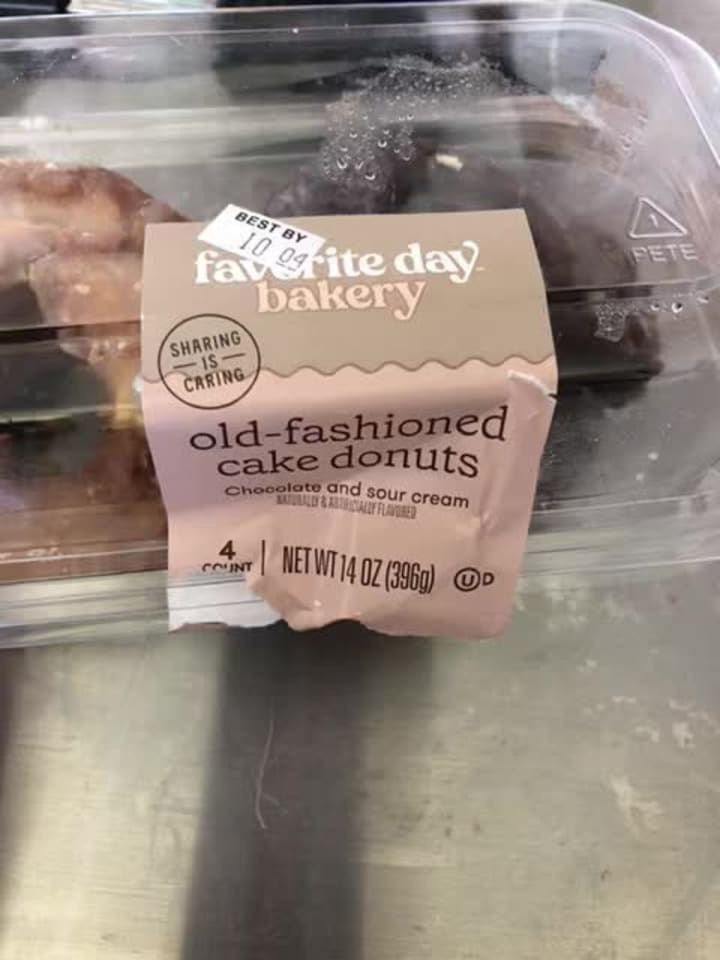 BEST BY
10 04
favorite day
bakery
SHARING
IS
CARING
old-fashioned
cake donuts
Chocolate and sour cream
NATURALLY & ARTIFICIALLY FLAVORED
4
COUNT
NET WT 14 OZ (396g)
U D
1
PETE